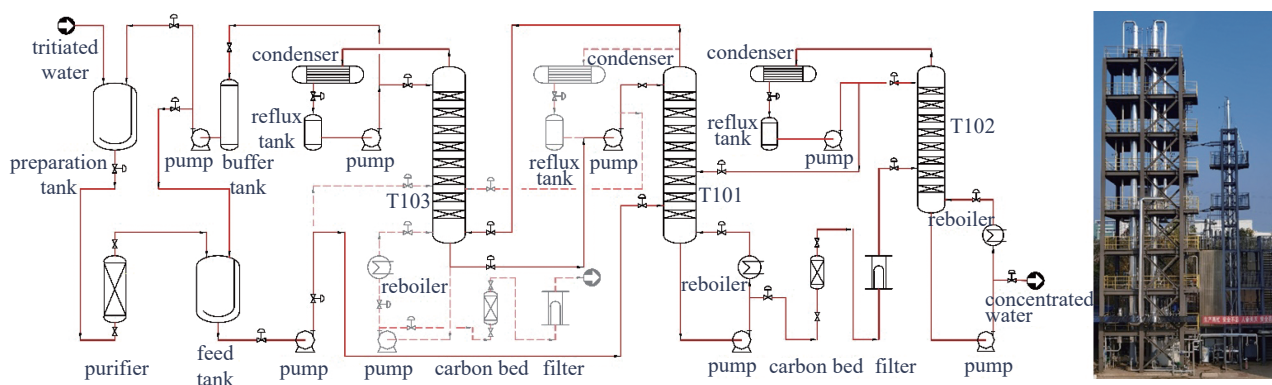 tritiated
water
condenser
condenser
condenser
reflux
tank
pump
buffer
tank
pump
preparation
tank
reflux
tank
pump
reflux
tank
pump
T102
T103
T101
reboiler
reboiler
reboiler
concentrated
water
purifier
feed
tank
pump
pump
carbon bed
filter
pump
carbon bed
filter
pump